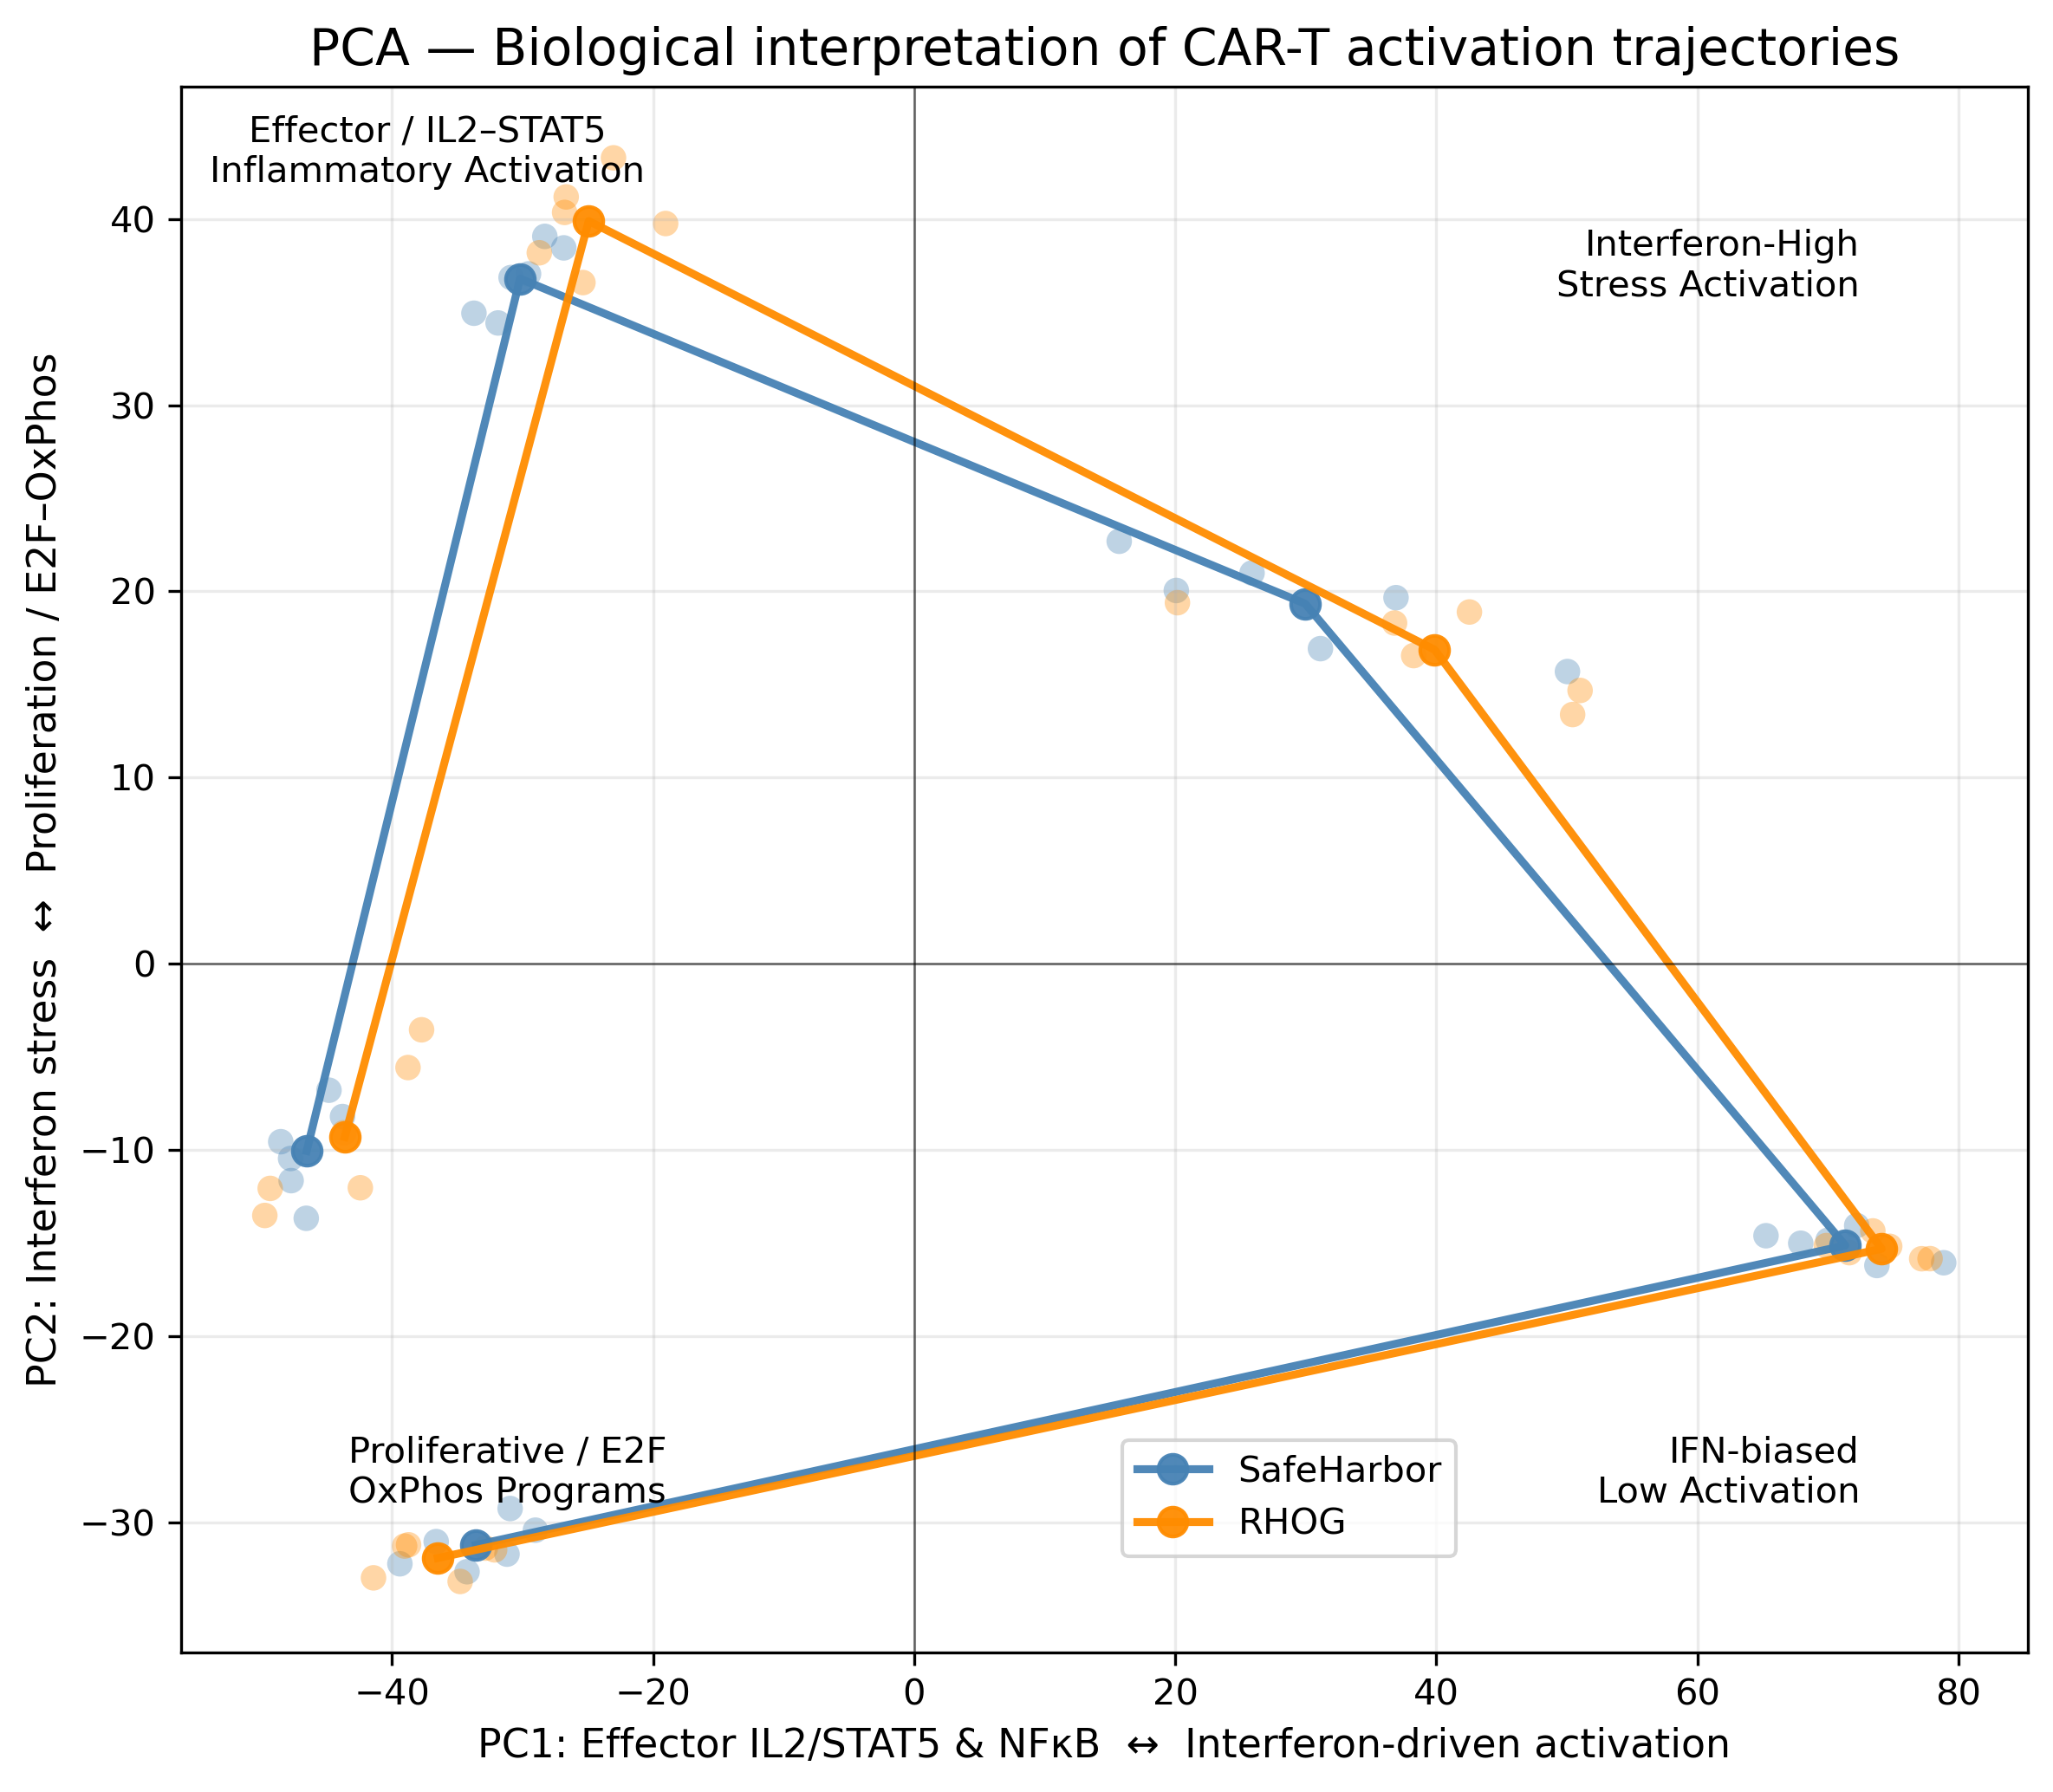 PCA — Biological interpretation of CAR-T activation trajectories
Effector / IL2–STAT5
Inflammatory Activation
Interferon-High
Stress Activation
Proliferative / E2F
OxPhos Programs
IFN-biased
Low Activation
SafeHarbor
RHOG
40
30
20
10
0
−10
−20
−30
−40
−20
0
20
40
60
80
PC1: Effector IL2/STAT5 & NFκB ↔ Interferon-driven activation
PC2: Interferon stress ↔ Proliferation / E2F–OxPhos